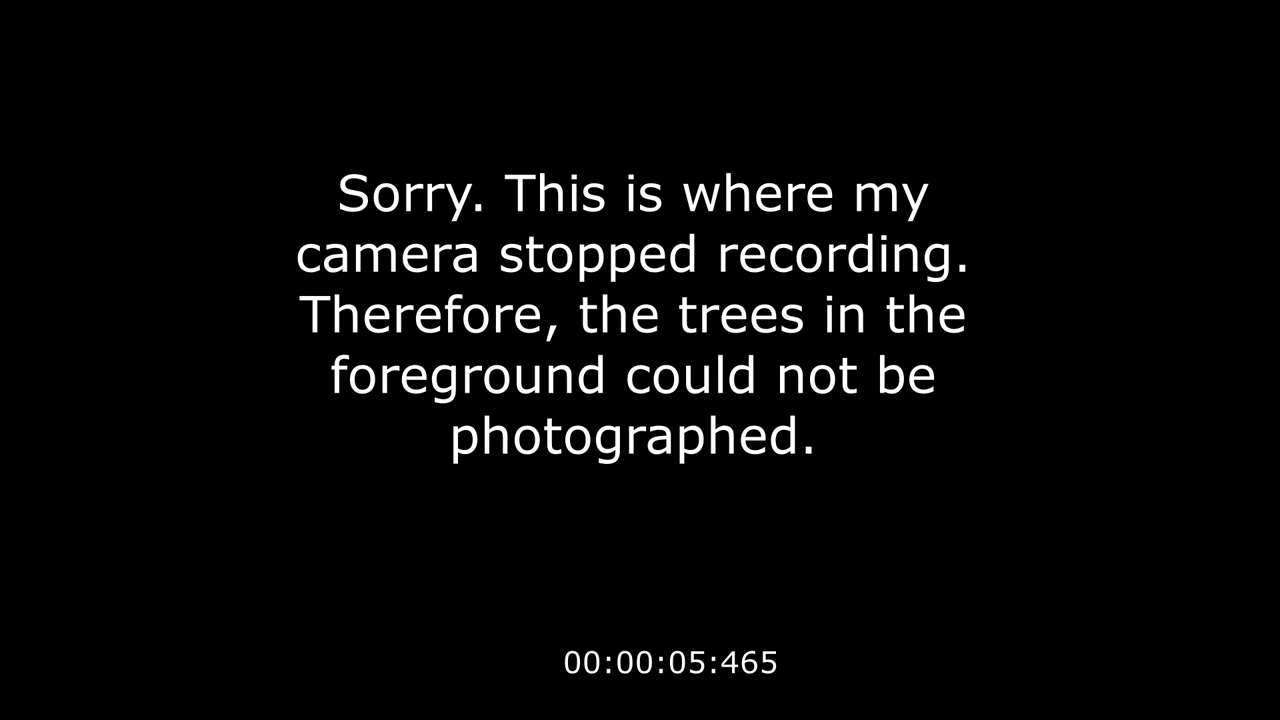 Sorry. This is where my
camera stopped recording.
Therefore, the trees in the
foreground could not be
photographed.
00:00:05:465